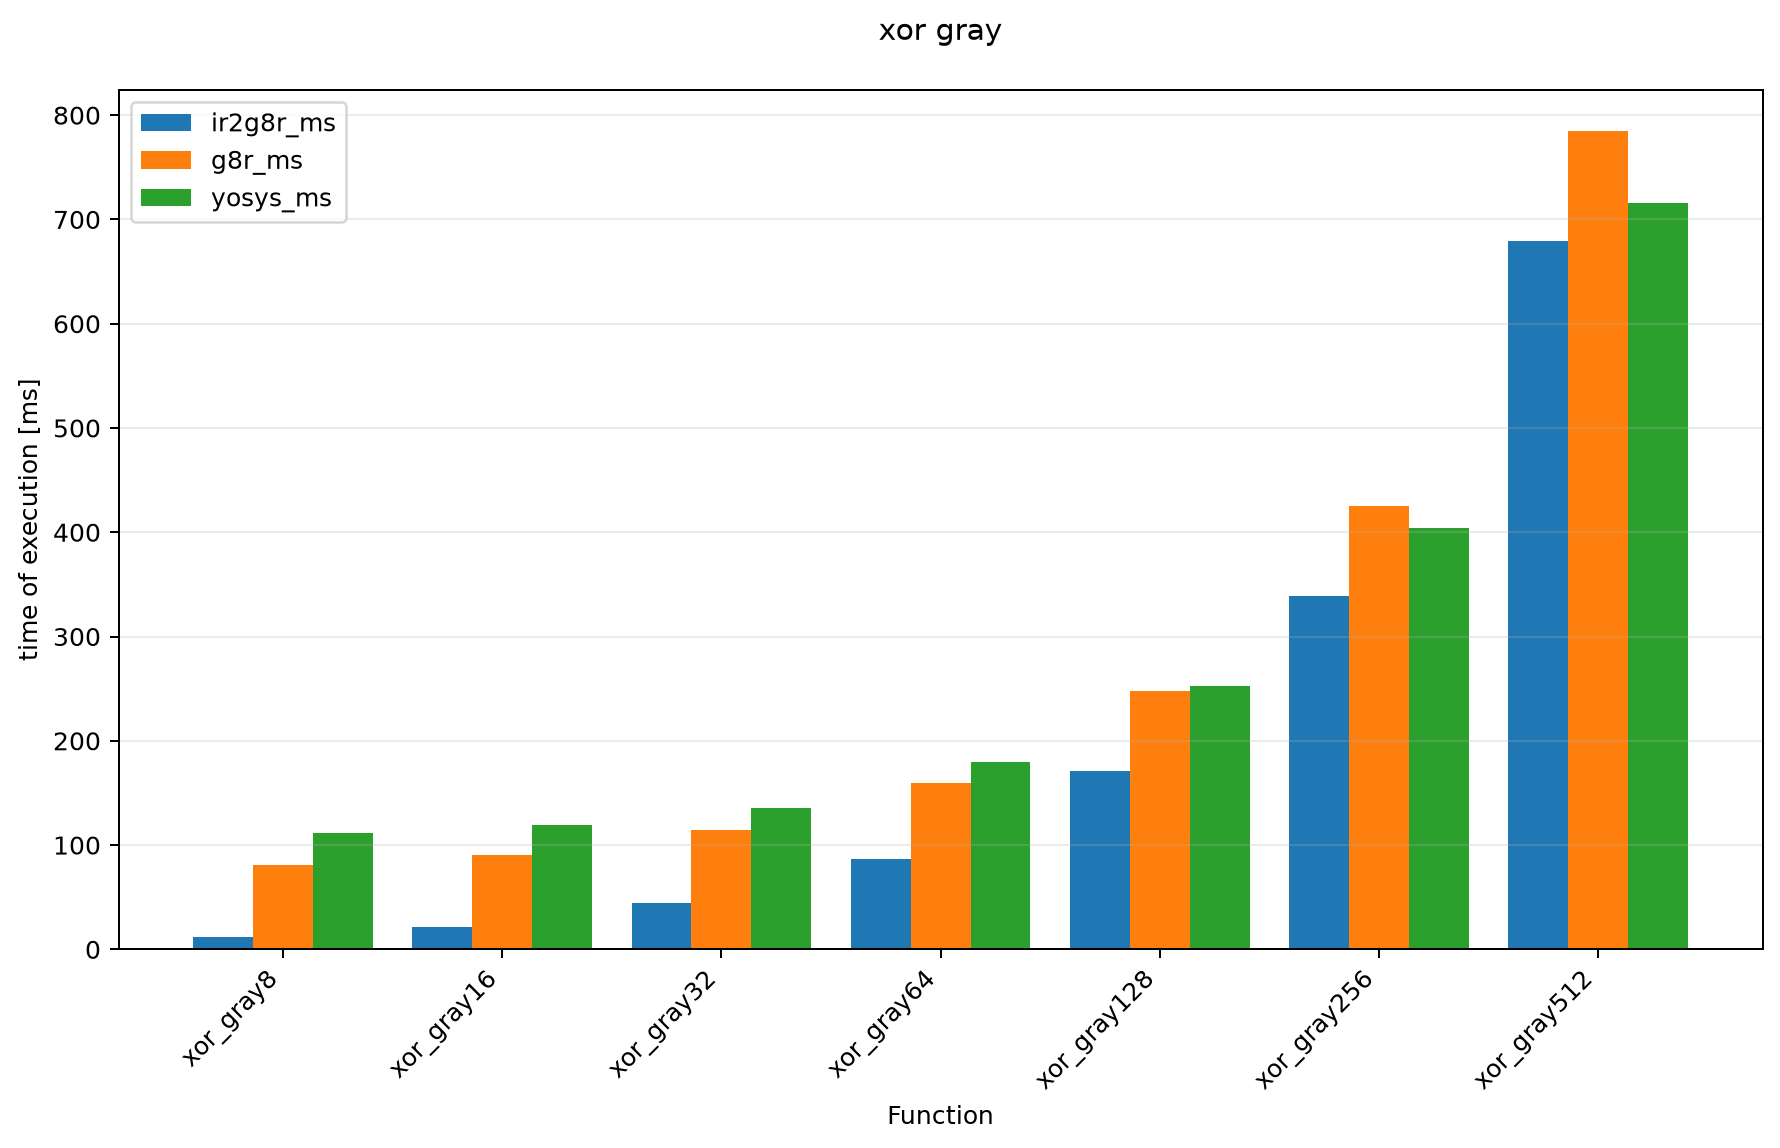 xor gray
ir2g8r_ms
g8r_ms
yosys_ms
time of execution [ms]
800
700
600
500
400
300
200
100
0
xor_gray8
xor_gray16
xor_gray32
xor_gray64
xor_gray128
xor_gray256
xor_gray512
Function